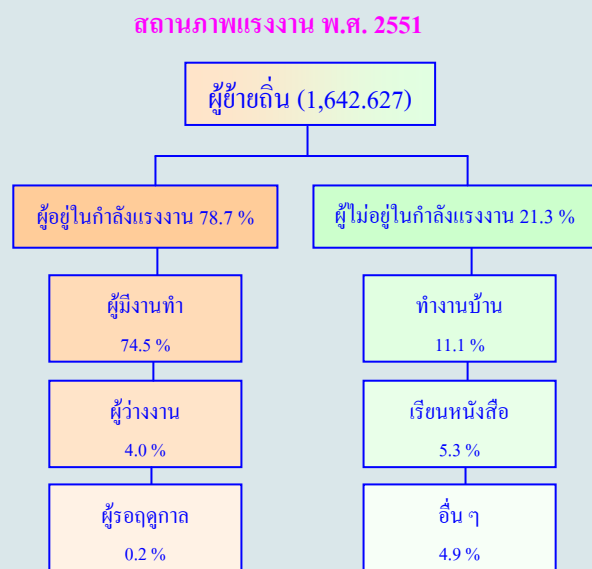 สถานภาพแรงงาน พ.ศ. 2551
ผู้ย้ายถิ่น (1,642.627)
ผู้อยู่ในกำลังแรงงาน 78.7 %
ผู้ไม่อยู่ในกำลังแรงงาน 21.3 %
ผู้มีงานทำ
74.5 %
ทำงานบ้าน
11.1 %
ผู้ว่างงาน
4.0 %
เรียนหนังสือ
5.3 %
ผู้รอฤดูกาล
0.2 %
อื่น ๆ
4.9 %